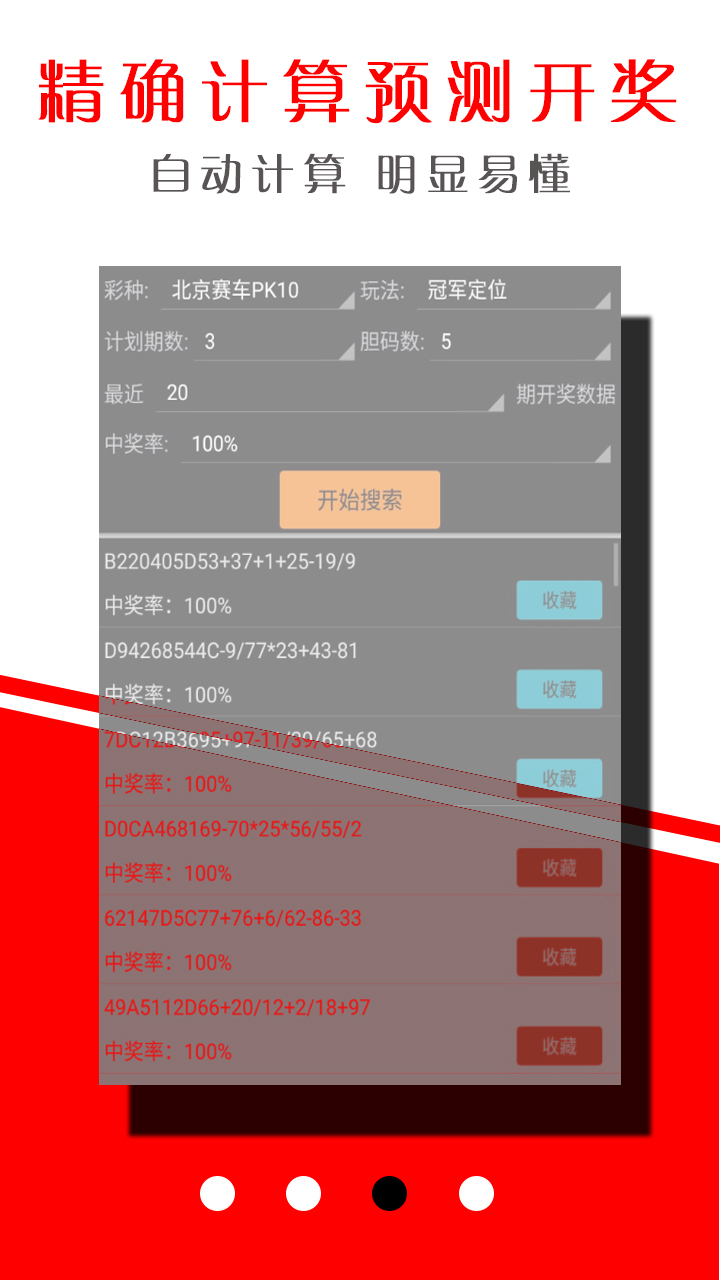 精确计算预测开奖
自动计算 明显易懂
彩种: 北京赛车PK10 玩法: 冠军定位
计划期数: 3 胆码数: 5
最近 20 期开奖数据
中奖率: 100%
开始搜索
B220405D53+37+1+25-19/9
中奖率：100% 收藏
D94268544C-9/77*23+43-81
中奖率：100% 收藏
7DC12B3695+97-11/39/65+68
中奖率：100% 收藏
D0CA468169-70*25*56/55/2
中奖率：100% 收藏
62147D5C77+76+6/62-86-33
中奖率：100% 收藏
49A5112D66+20/12+2/18+97
中奖率：100% 收藏